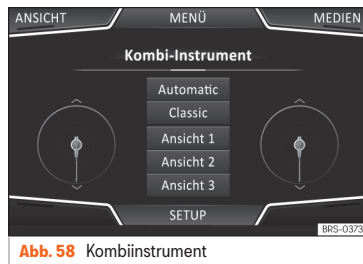 ANSICHT MENÜ MEDIEN
Kombi-Instrument
Automatic
Classic
Ansicht 1
Ansicht 2
Ansicht 3
SETUP
BRS-0373
Abb. 58 Kombiinstrument